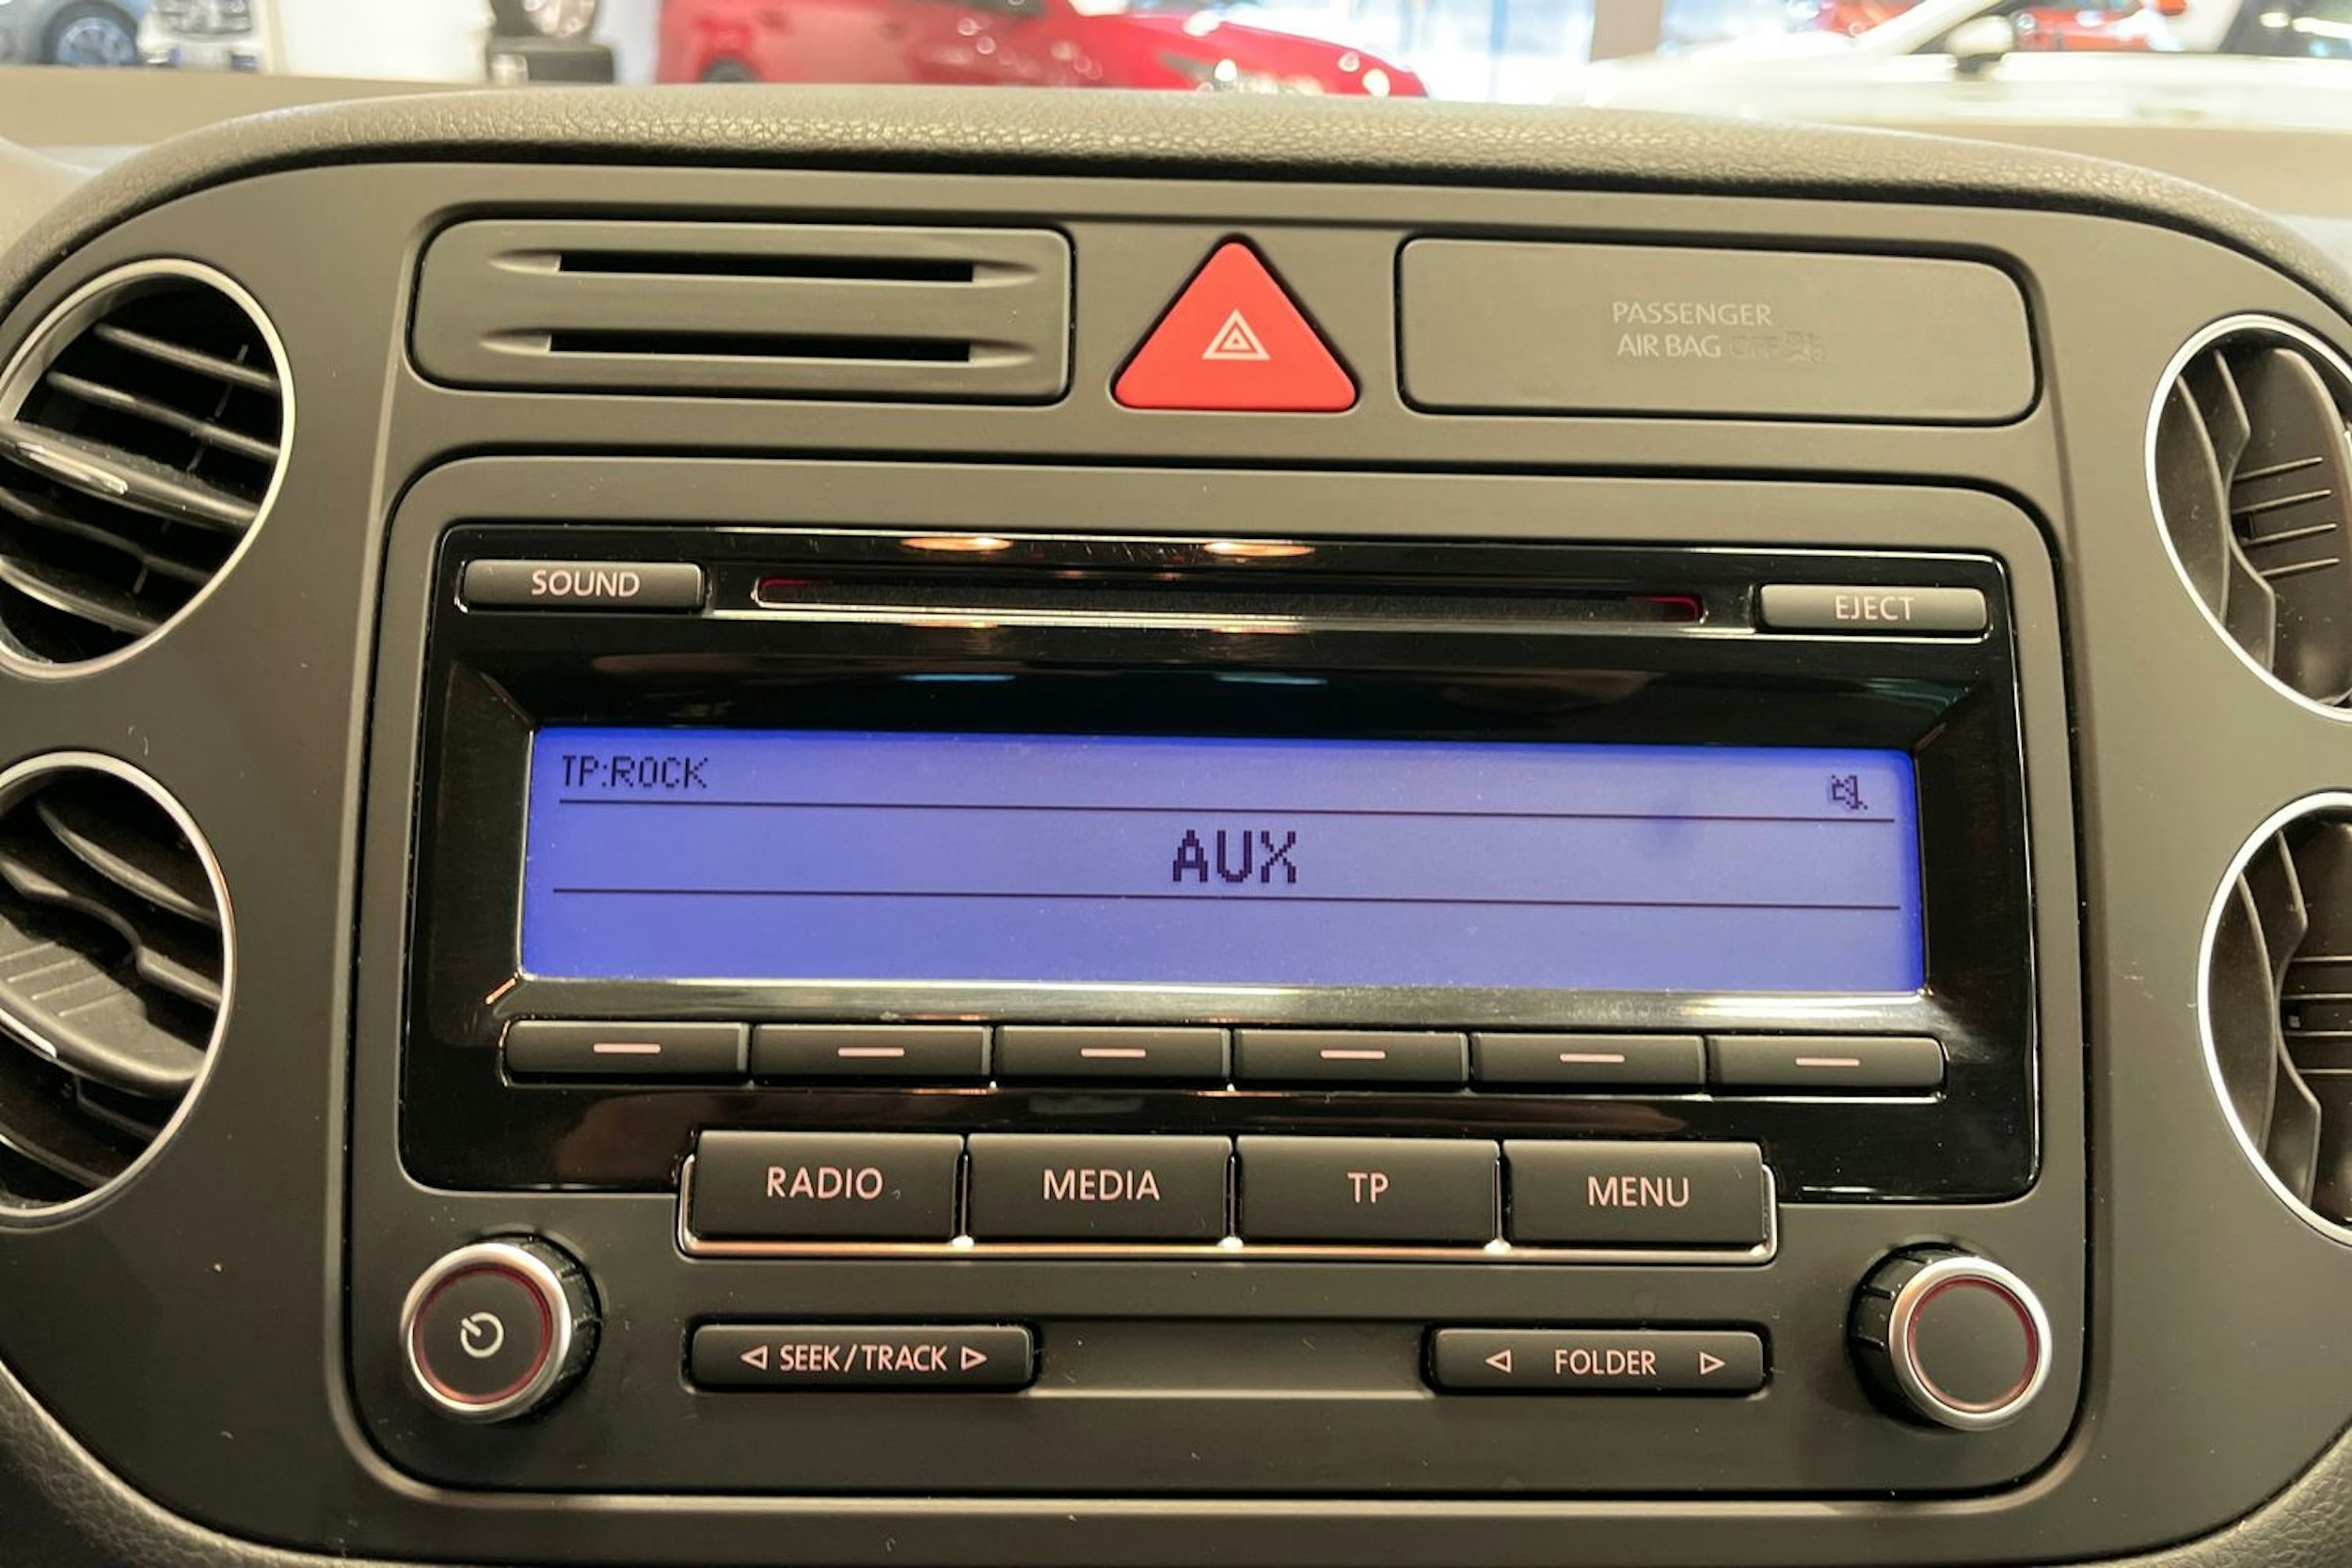 PASSENGER
AIR BAG
SOUND
EJECT
TP:ROCK
AUX
RADIO
MEDIA
TP
MENU
SEEK/TRACK
FOLDER